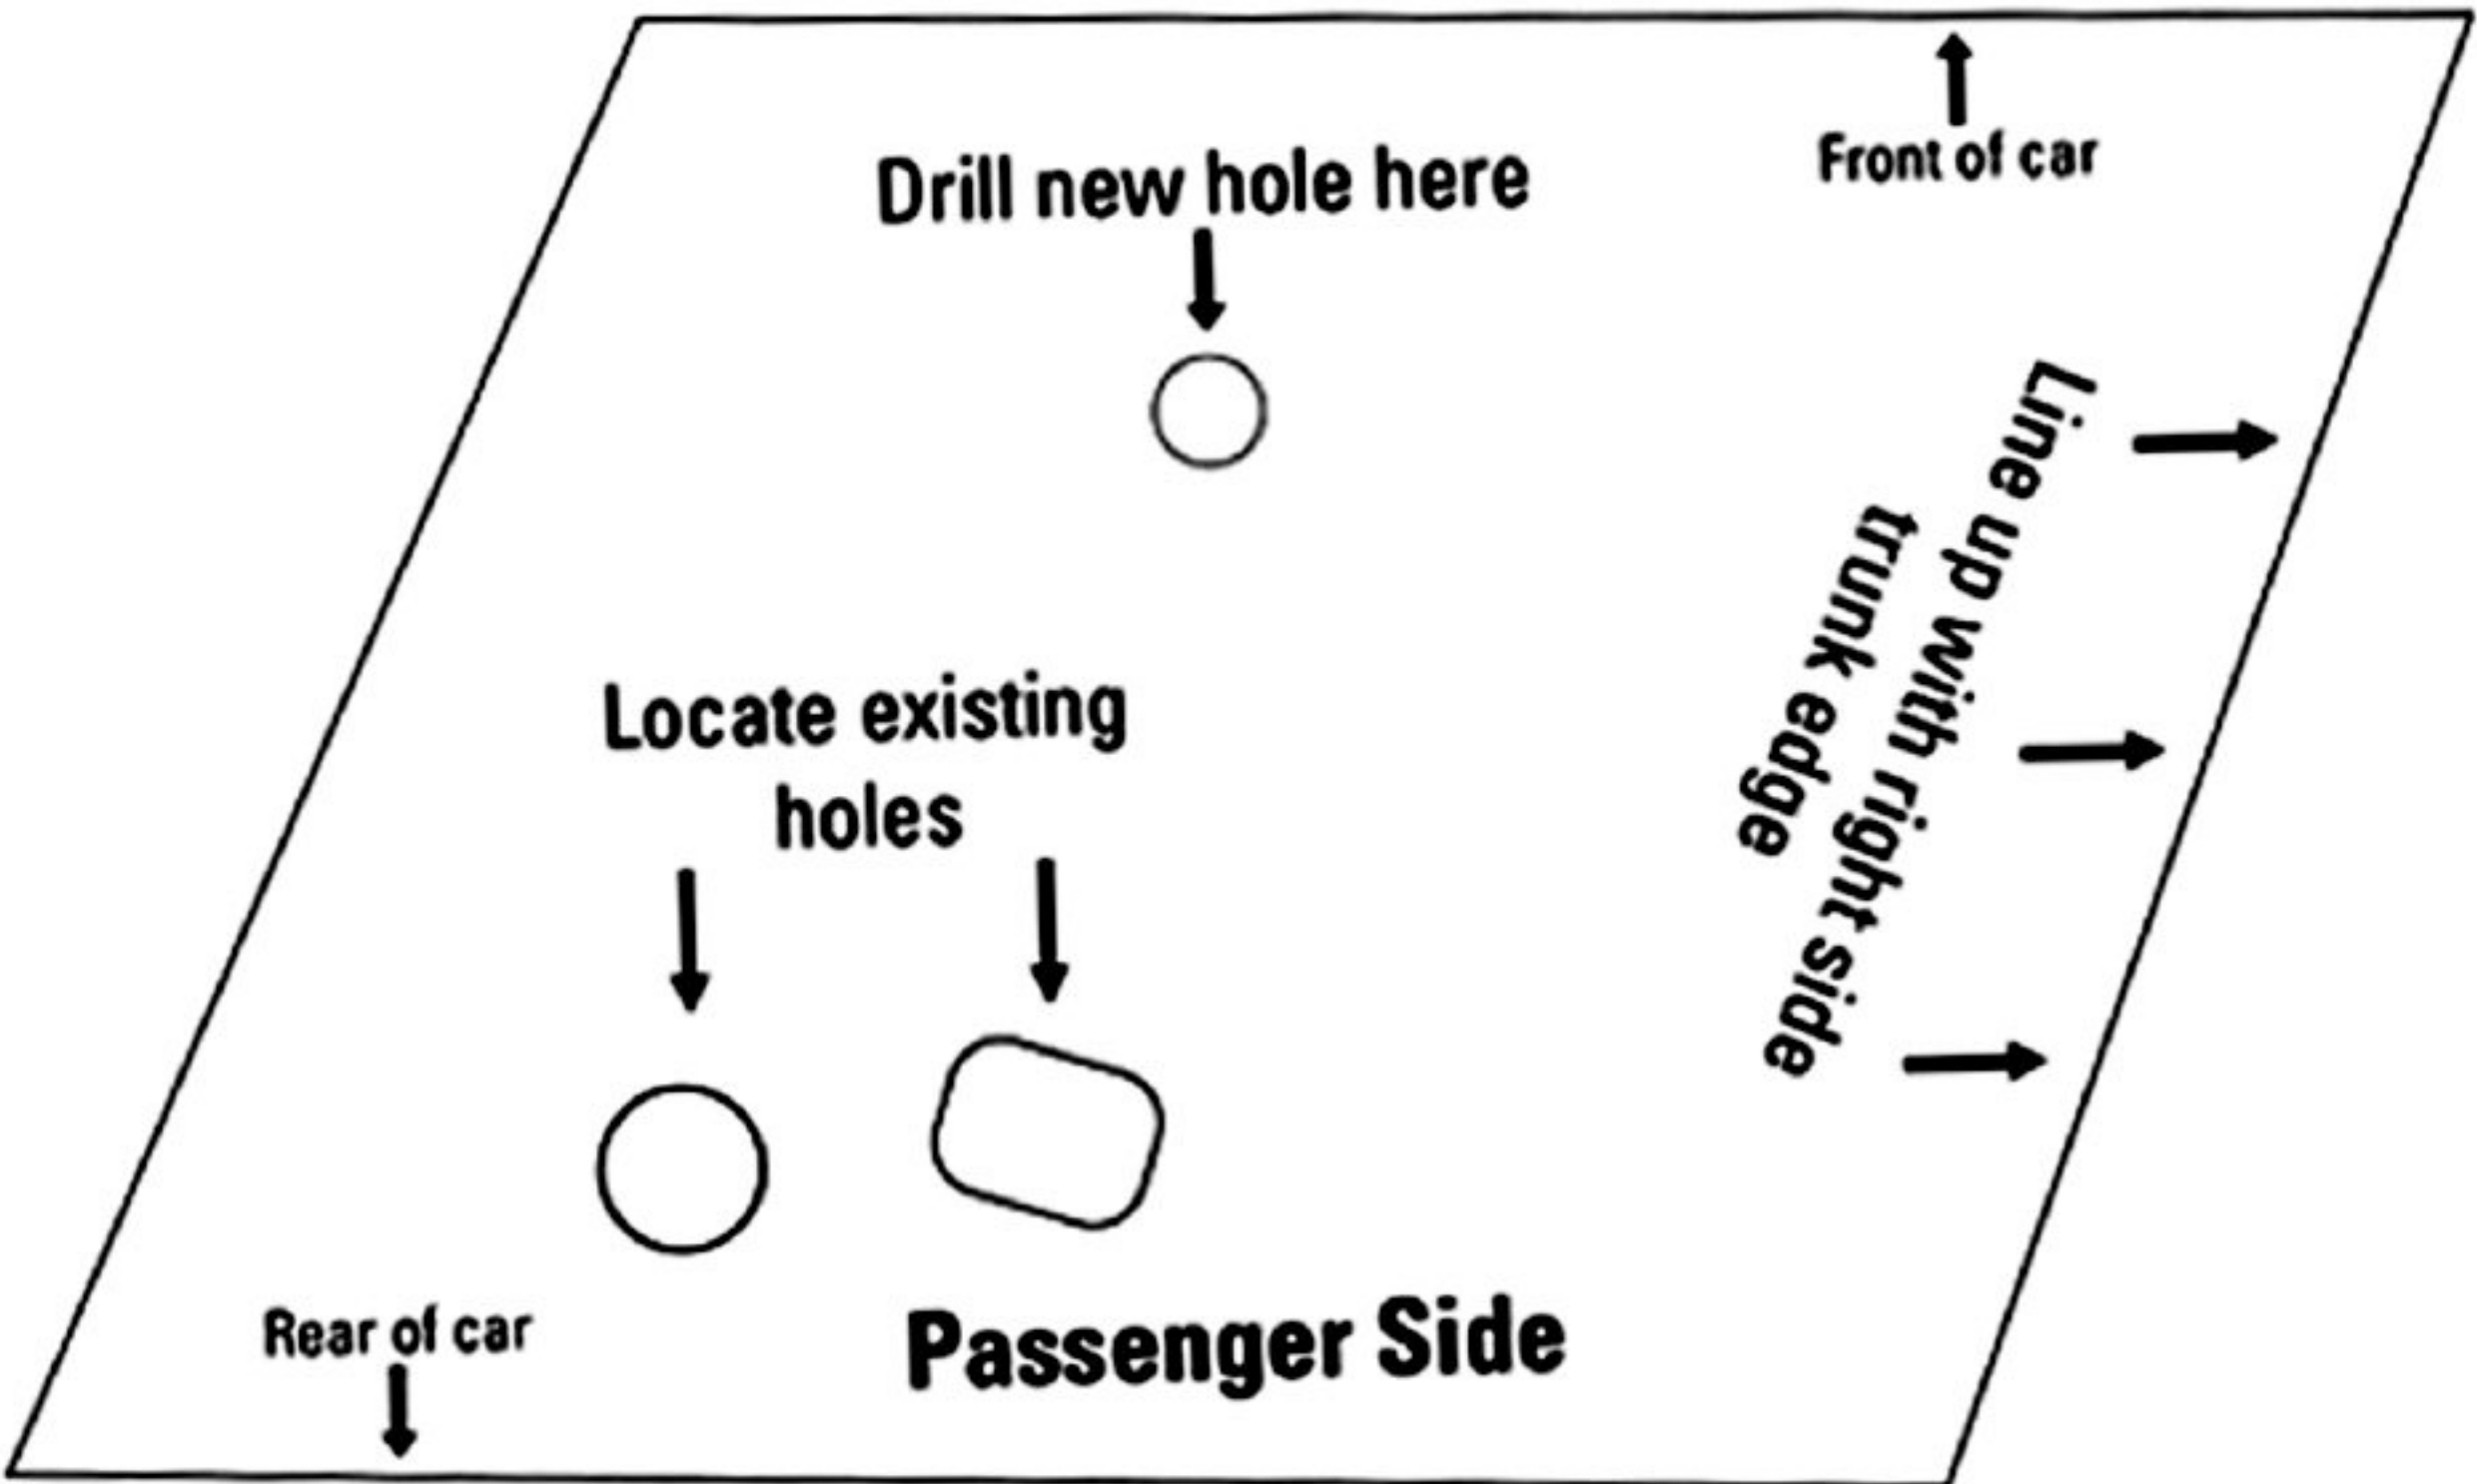 Front of car
Drill new hole here
Line up with right side
trunk edge
Locate existing
holes
Rear of car
Passenger Side